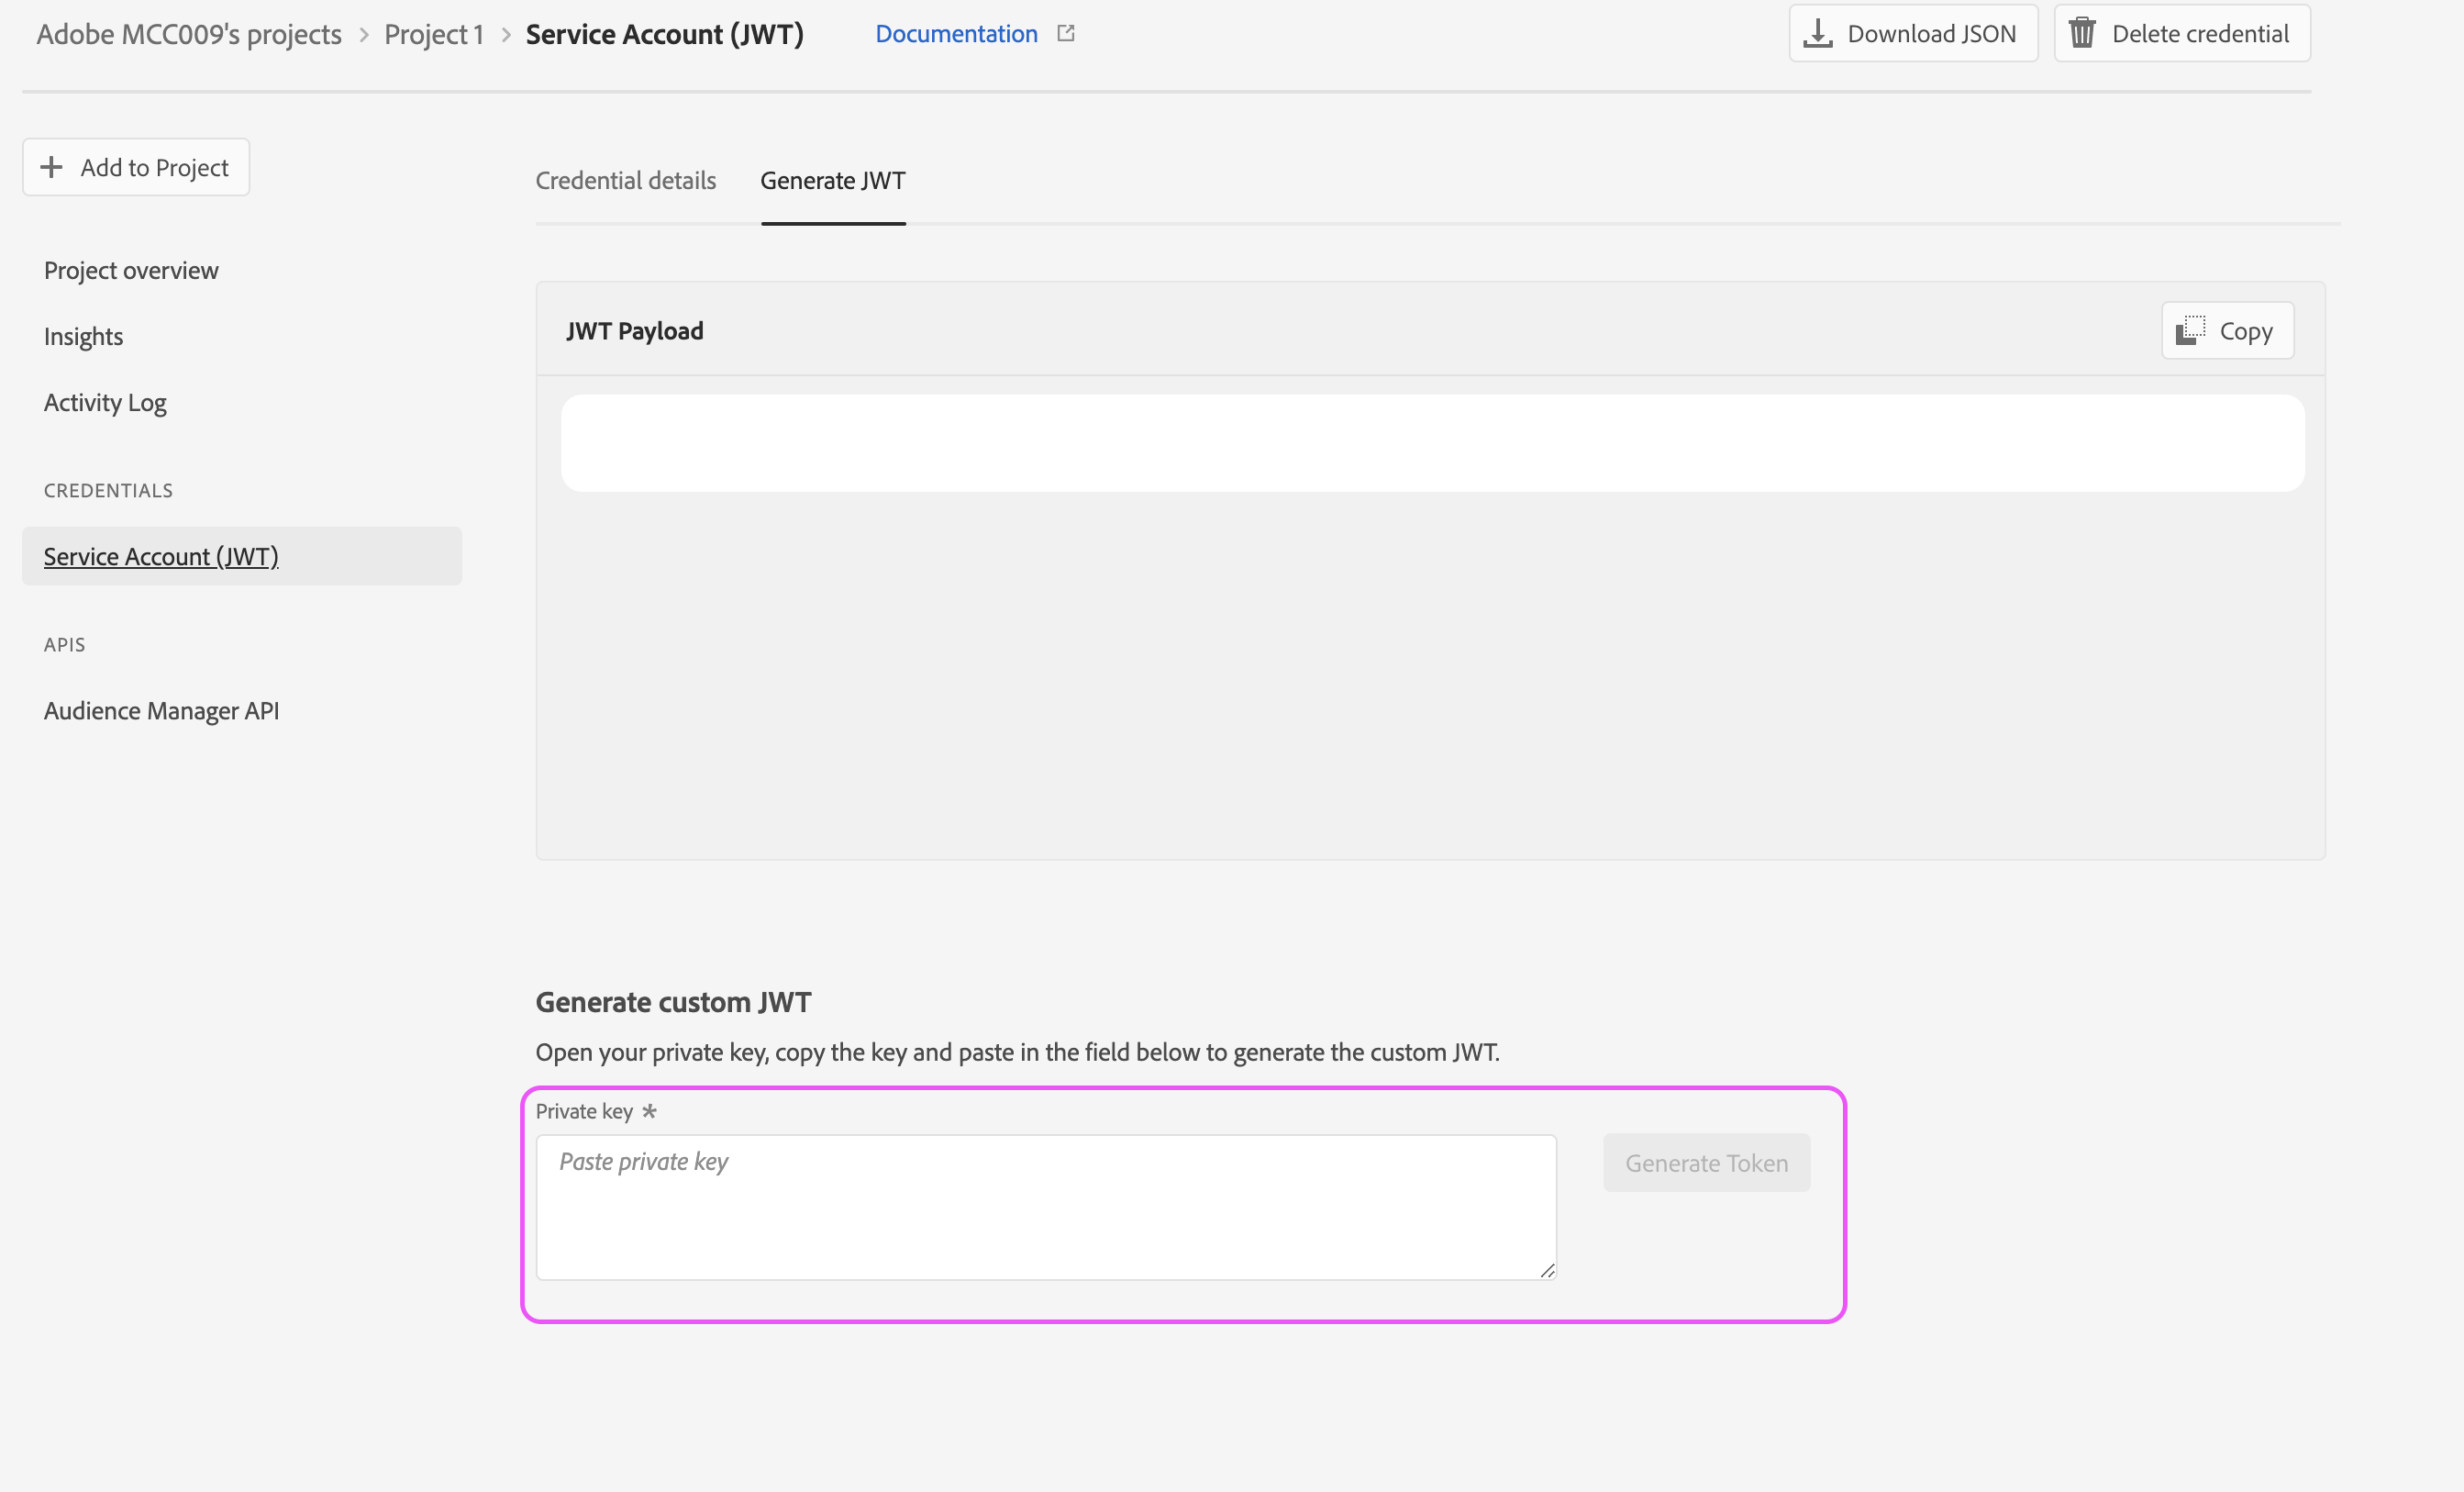 Adobe MCC009's projects > Project 1 > Service Account (JWT) Documentation Download JSON Delete credential
Add to Project
Project overview
Insights
Activity Log
CREDENTIALS
Service Account (JWT)
APIS
Audience Manager API
Credential details Generate JWT
JWT Payload Copy
Generate custom JWT
Open your private key, copy the key and paste in the field below to generate the custom JWT.
Private key *
Paste private key
Generate Token